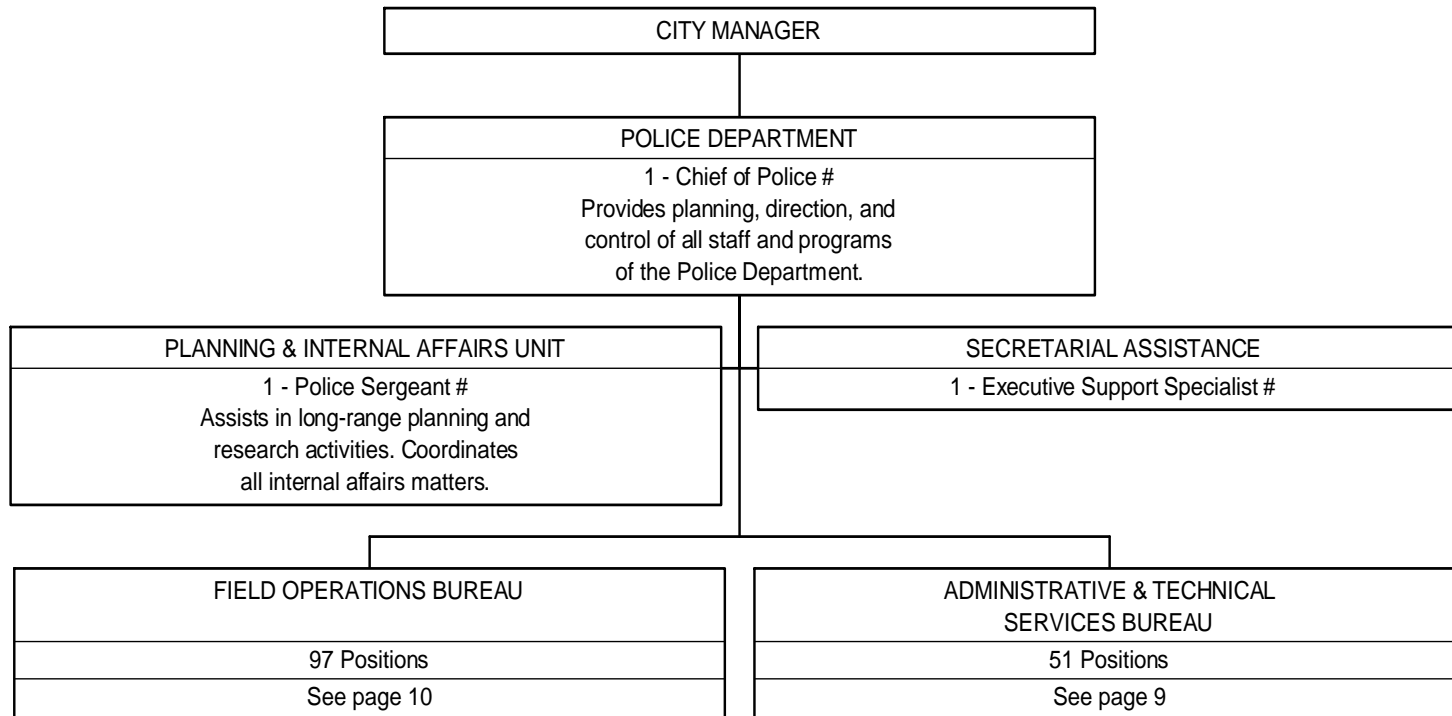 CITY MANAGER
POLICE DEPARTMENT
1 - Chief of Police #
Provides planning, direction, and
control of all staff and programs
of the Police Department.
PLANNING & INTERNAL AFFAIRS UNIT
1 - Police Sergeant #
Assists in long-range planning and
research activities. Coordinates
all internal affairs matters.
SECRETARIAL ASSISTANCE
1 - Executive Support Specialist #
FIELD OPERATIONS BUREAU
97 Positions
See page 10
ADMINISTRATIVE & TECHNICAL
SERVICES BUREAU
51 Positions
See page 9